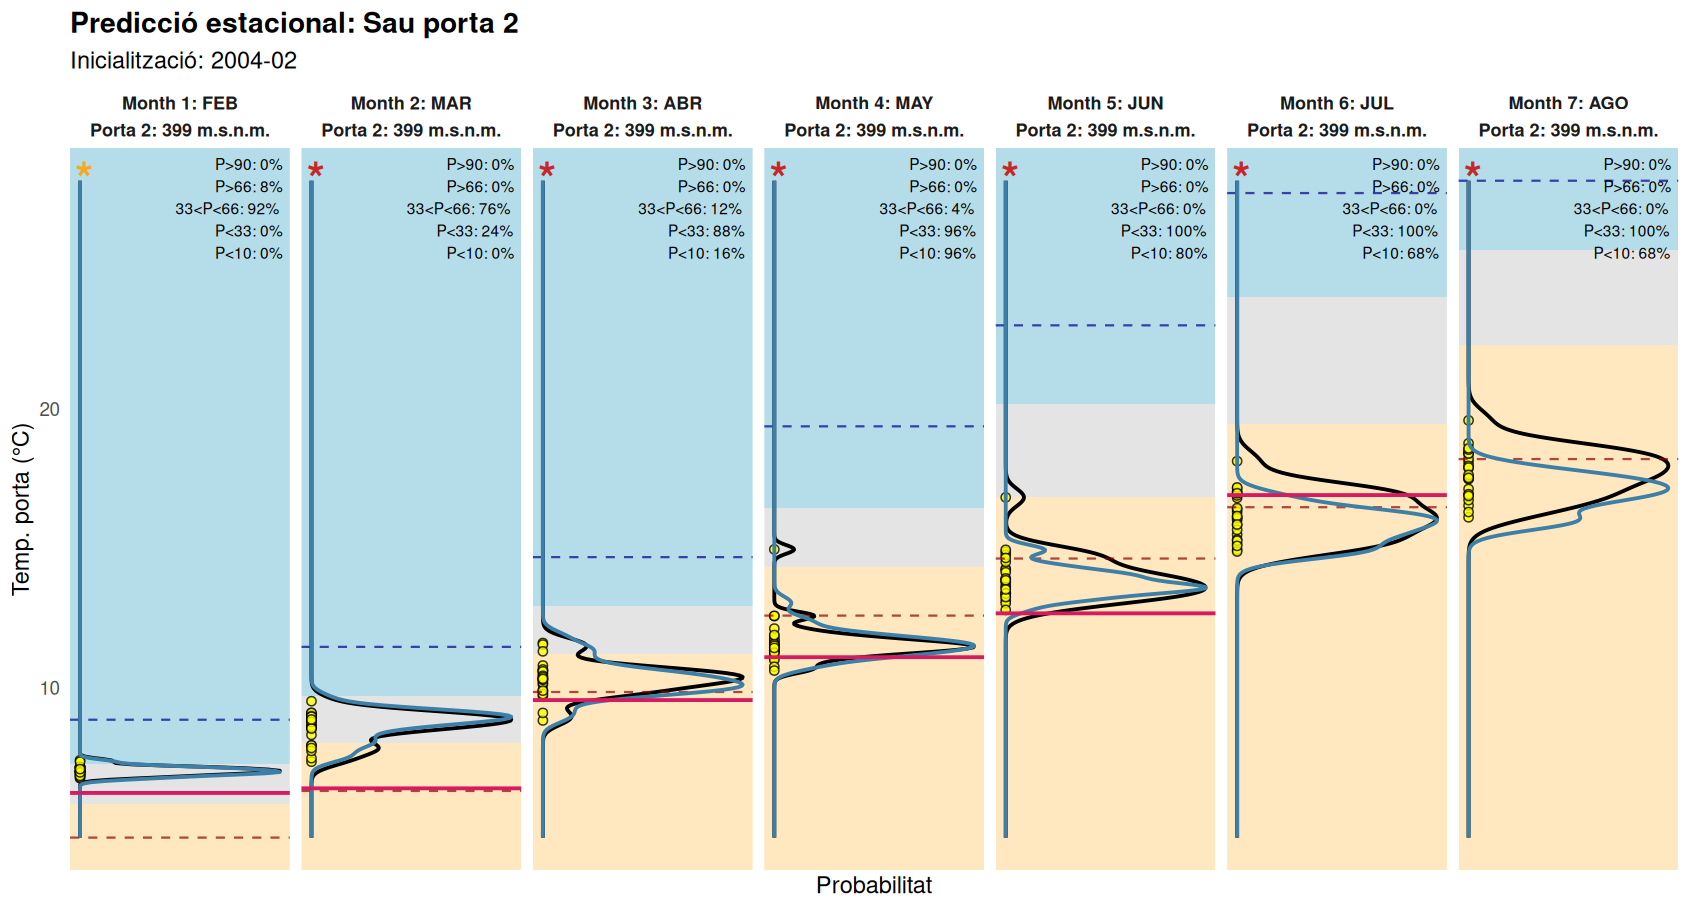 Predicció estacional: Sau porta 2
Inicialització: 2004-02
Month 1: FEB
Porta 2: 399 m.s.n.m.
Month 2: MAR
Porta 2: 399 m.s.n.m.
Month 3: ABR
Porta 2: 399 m.s.n.m.
Month 4: MAY
Porta 2: 399 m.s.n.m.
Month 5: JUN
Porta 2: 399 m.s.n.m.
Month 6: JUL
Porta 2: 399 m.s.n.m.
Month 7: AGO
Porta 2: 399 m.s.n.m.
*
P>90: 0%
P>66: 8%
33<P<66: 92%
P<33: 0%
P<10: 0%
*
P>90: 0%
P>66: 0%
33<P<66: 76%
P<33: 24%
P<10: 0%
*
P>90: 0%
P>66: 0%
33<P<66: 12%
P<33: 88%
P<10: 16%
*
P>90: 0%
P>66: 0%
33<P<66: 4%
P<33: 96%
P<10: 96%
*
P>90: 0%
P>66: 0%
33<P<66: 0%
P<33: 100%
P<10: 80%
*
P>90: 0%
P>66: 0%
33<P<66: 0%
P<33: 100%
P<10: 68%
*
P>90: 0%
P>66: 0%
33<P<66: 0%
P<33: 100%
P<10: 68%
Temp. porta (°C)
20
10
Probabilitat